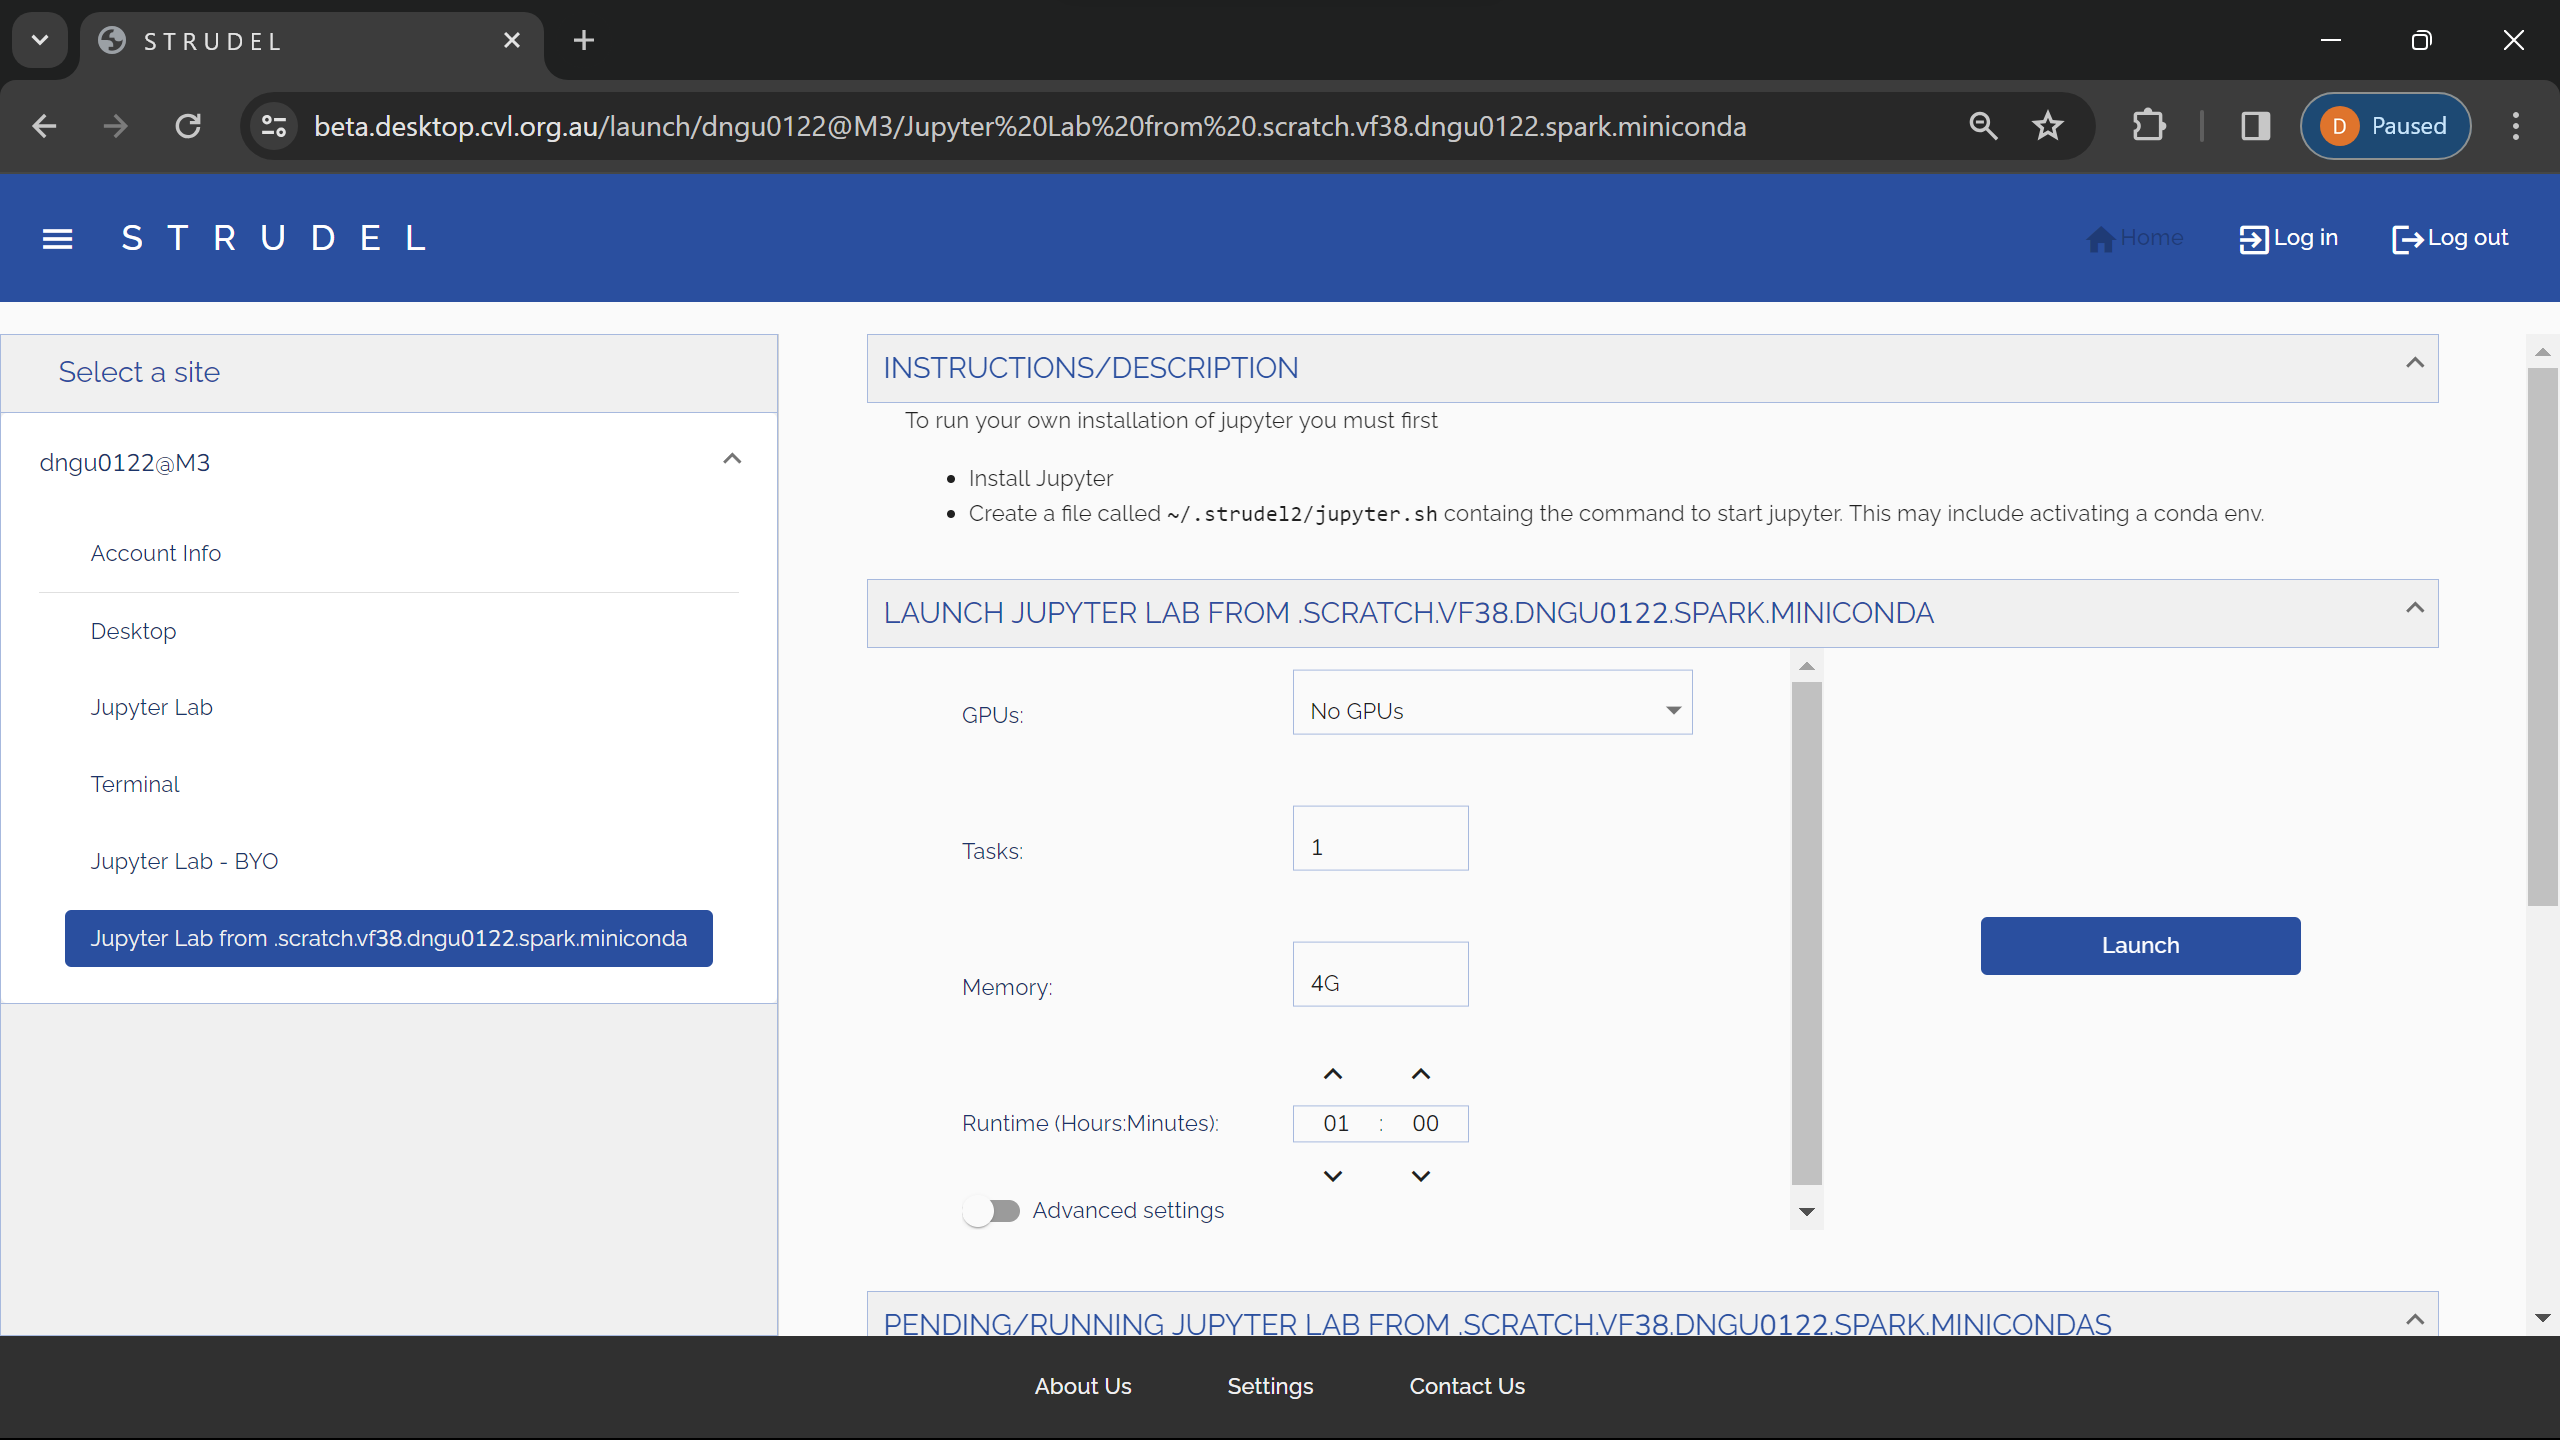 STRUDEL
beta.desktop.cvl.org.au/launch/dngu0122@M3/Jupyter%20Lab%20from%20.scratch.vf38.dngu0122.spark.miniconda
D Paused
STRUDEL
Home
Log in
Log out
Select a site
dngu0122@M3
Account Info
Desktop
Jupyter Lab
Terminal
Jupyter Lab - BYO
Jupyter Lab from .scratch.vf38.dngu0122.spark.miniconda
INSTRUCTIONS/DESCRIPTION
To run your own installation of jupyter you must first
• Install Jupyter
• Create a file called ~/.strudel2/jupyter.sh containg the command to start jupyter. This may include activating a conda env.
LAUNCH JUPYTER LAB FROM .SCRATCH.VF38.DNGU0122.SPARK.MINICONDA
GPUs: No GPUs
Tasks: 1
Memory: 4G
Runtime (Hours:Minutes): 01 : 00
Advanced settings
Launch
PENDING/RUNNING JUPYTER LAB FROM .SCRATCH.VF38.DNGU0122.SPARK.MINICONDAS
About Us
Settings
Contact Us